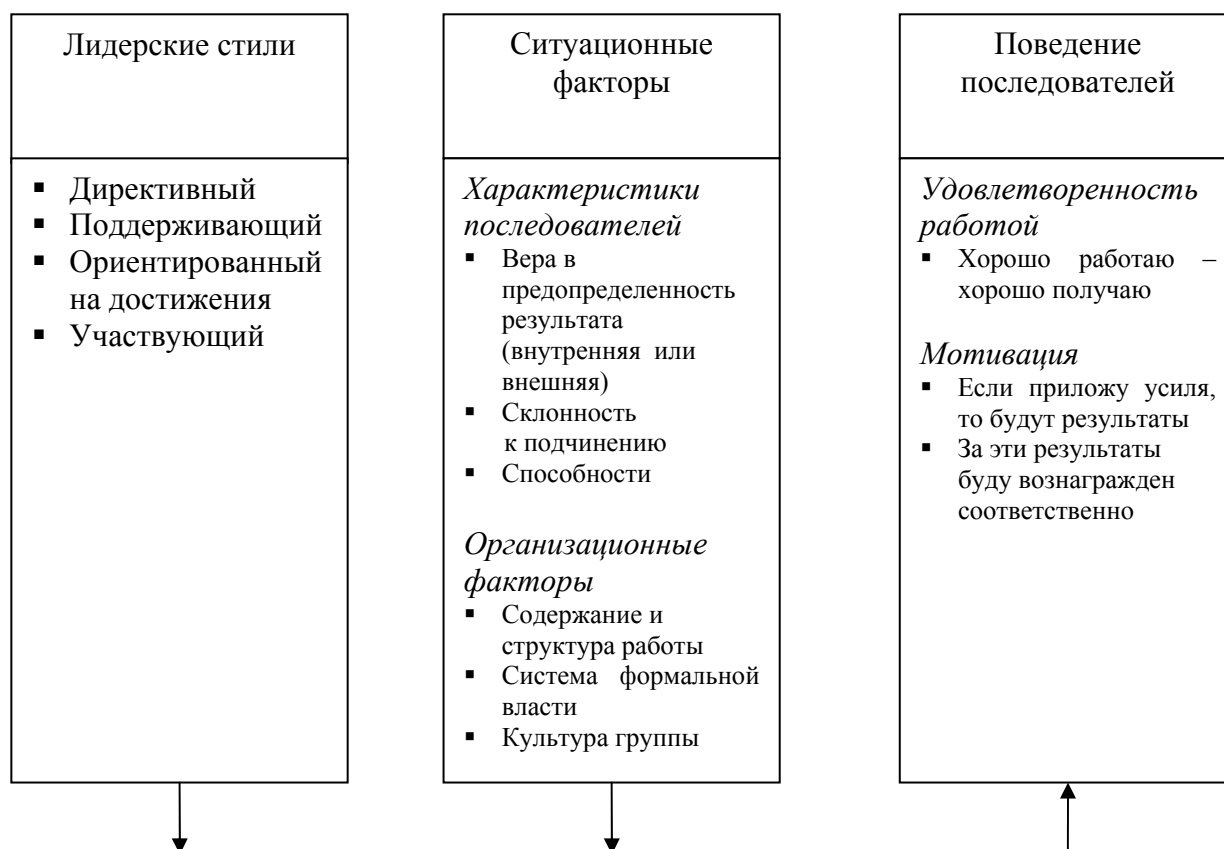 Лидерские стили
▪ Директивный
▪ Поддерживающий
▪ Ориентированный
на достижения
▪ Участвующий
Ситуационные
факторы
Характеристики
последователей
▪ Вера в
предопределенность
результата
(внутренняя или
внешняя)
▪ Склонность
к подчинению
▪ Способности
Организационные
факторы
▪ Содержание и
структура работы
▪ Система формальной
власти
▪ Культура группы
Поведение
последователей
Удовлетворенность
работой
▪ Хорошо работаю –
хорошо получаю
Мотивация
▪ Если приложу усиля,
то будут результаты
▪ За эти результаты
буду вознагражден
соответственно